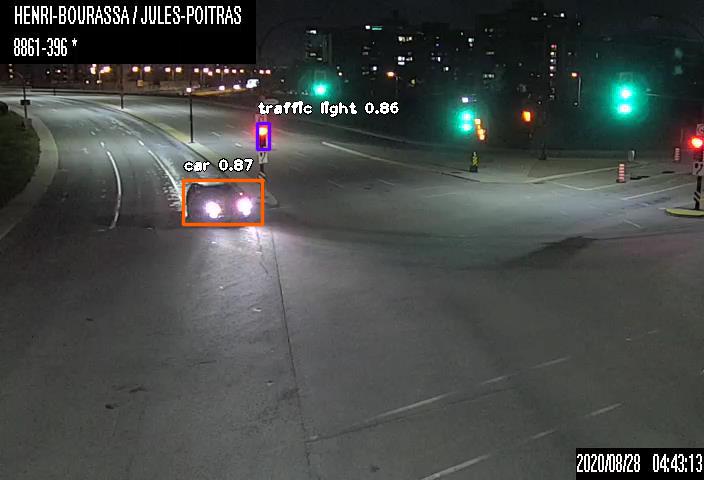 HENRI-BOURASSA / JULES-POITRAS
8861-396 *
traffic light 0.86
car 0.87
2020/08/28 04:43:13